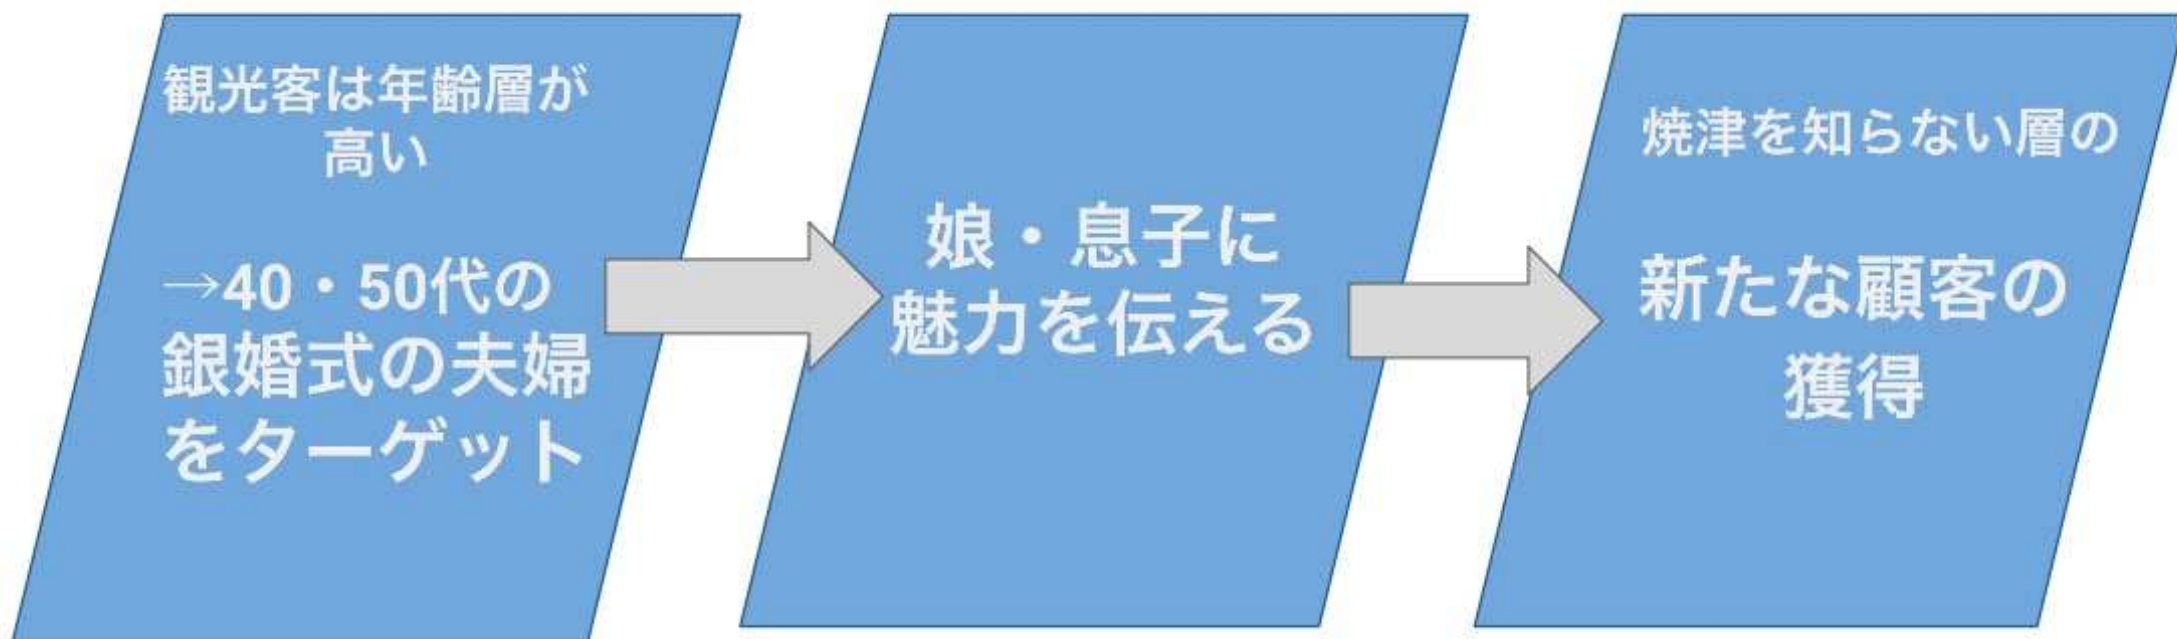 観光客は年齢層が
高い
→40・50代の
銀婚式の夫婦
をターゲット
娘・息子に
魅力を伝える
焼津を知らない層の
新たな顧客の
獲得